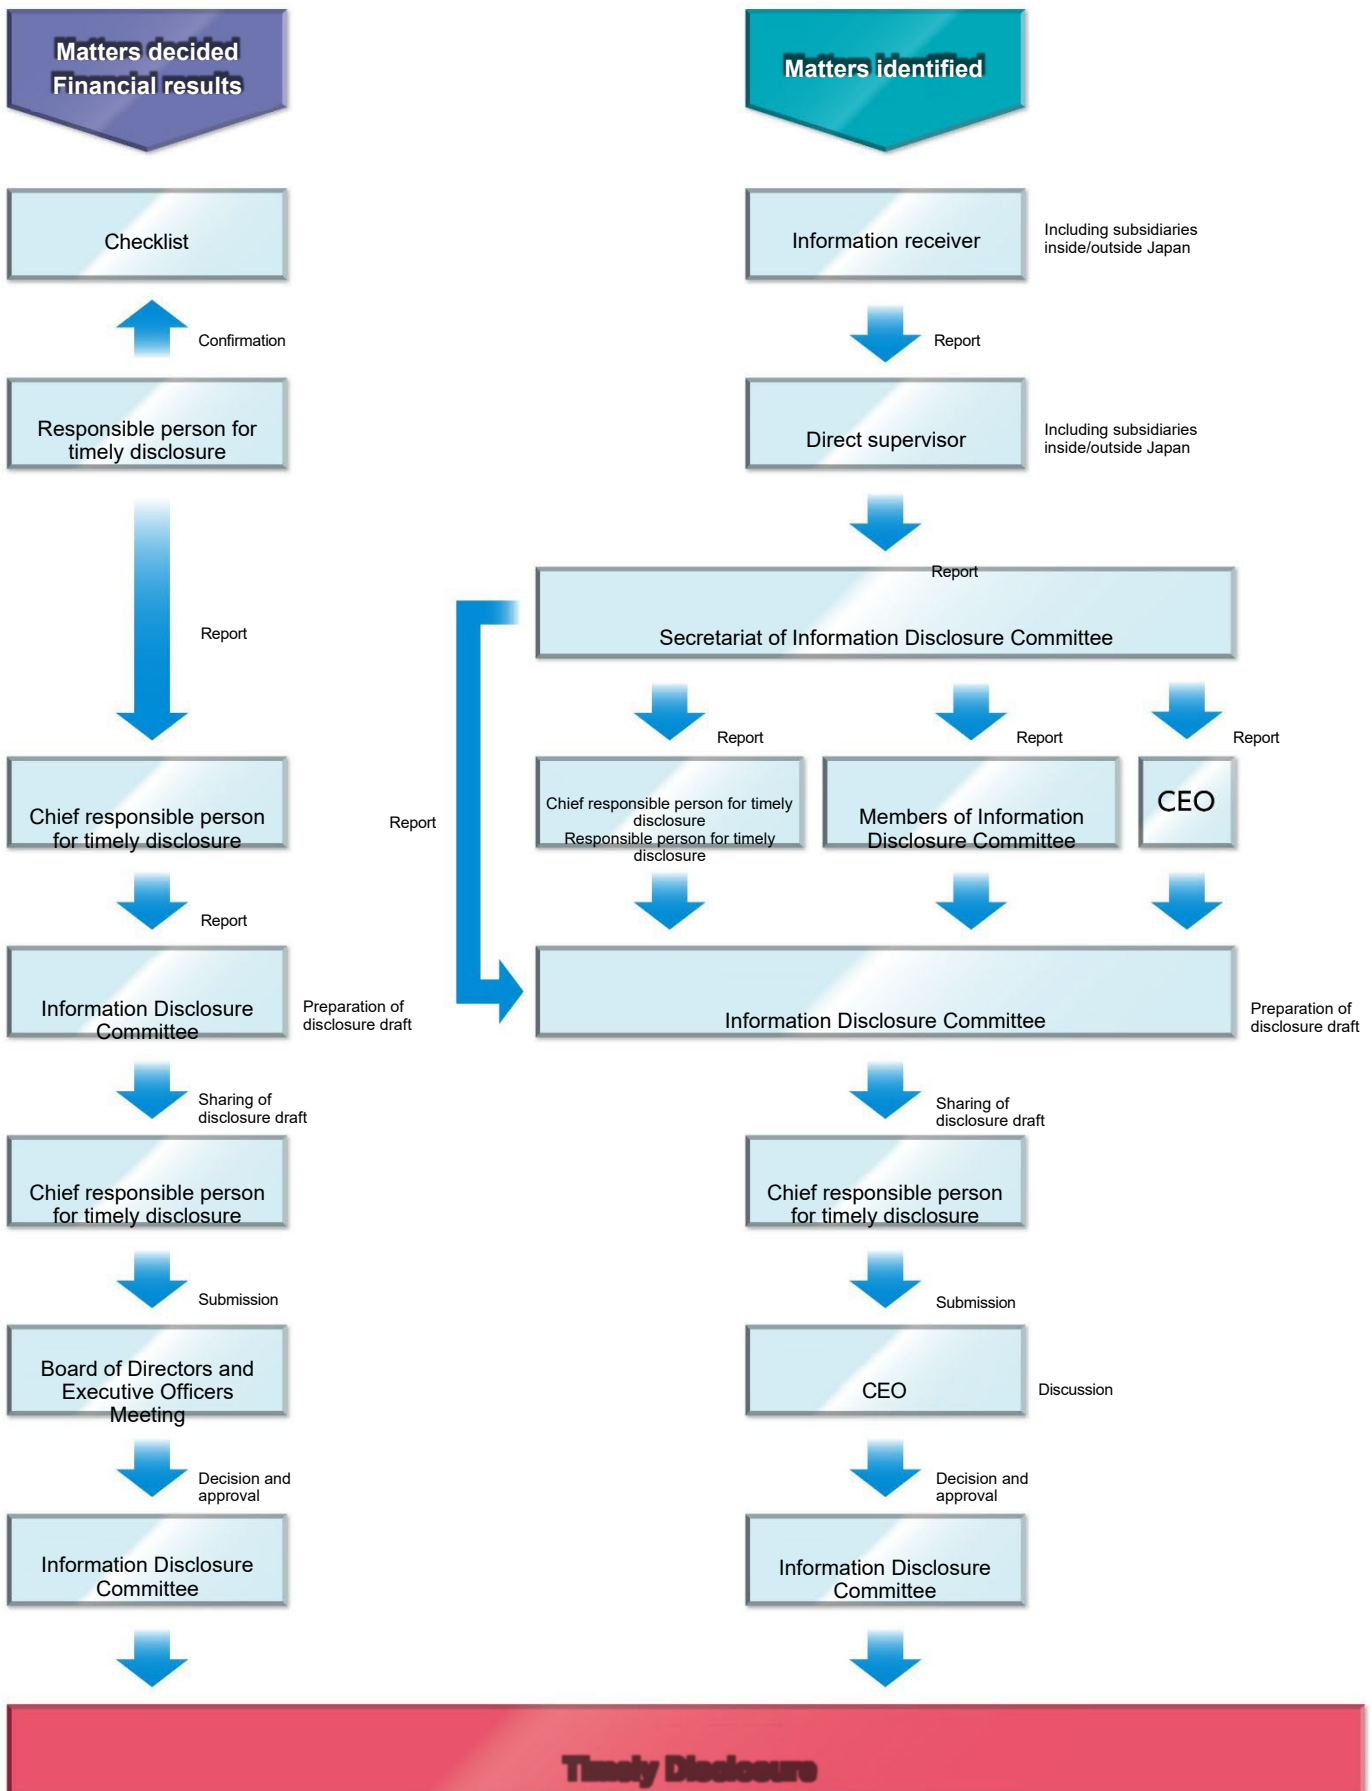 Matters decided
Financial results
Checklist
Confirmation
Responsible person for
timely disclosure
Report
Chief responsible person
for timely disclosure
Report
Information Disclosure
Committee
Preparation of
disclosure draft
Sharing of
disclosure draft
Chief responsible person
for timely disclosure
Submission
Board of Directors and
Executive Officers
Meeting
Decision and
approval
Information Disclosure
Committee
Matters identified
Information receiver
Including subsidiaries
inside/outside Japan
Report
Direct supervisor
Including subsidiaries
inside/outside Japan
Report
Secretariat of Information Disclosure Committee
Report
Report
Report
Report
Chief responsible person for timely
disclosure
Responsible person for timely
disclosure
Members of Information
Disclosure Committee
CEO
Information Disclosure Committee
Preparation of
disclosure draft
Sharing of
disclosure draft
Chief responsible person
for timely disclosure
Submission
CEO
Discussion
Decision and
approval
Information Disclosure
Committee
Timely Disclosure